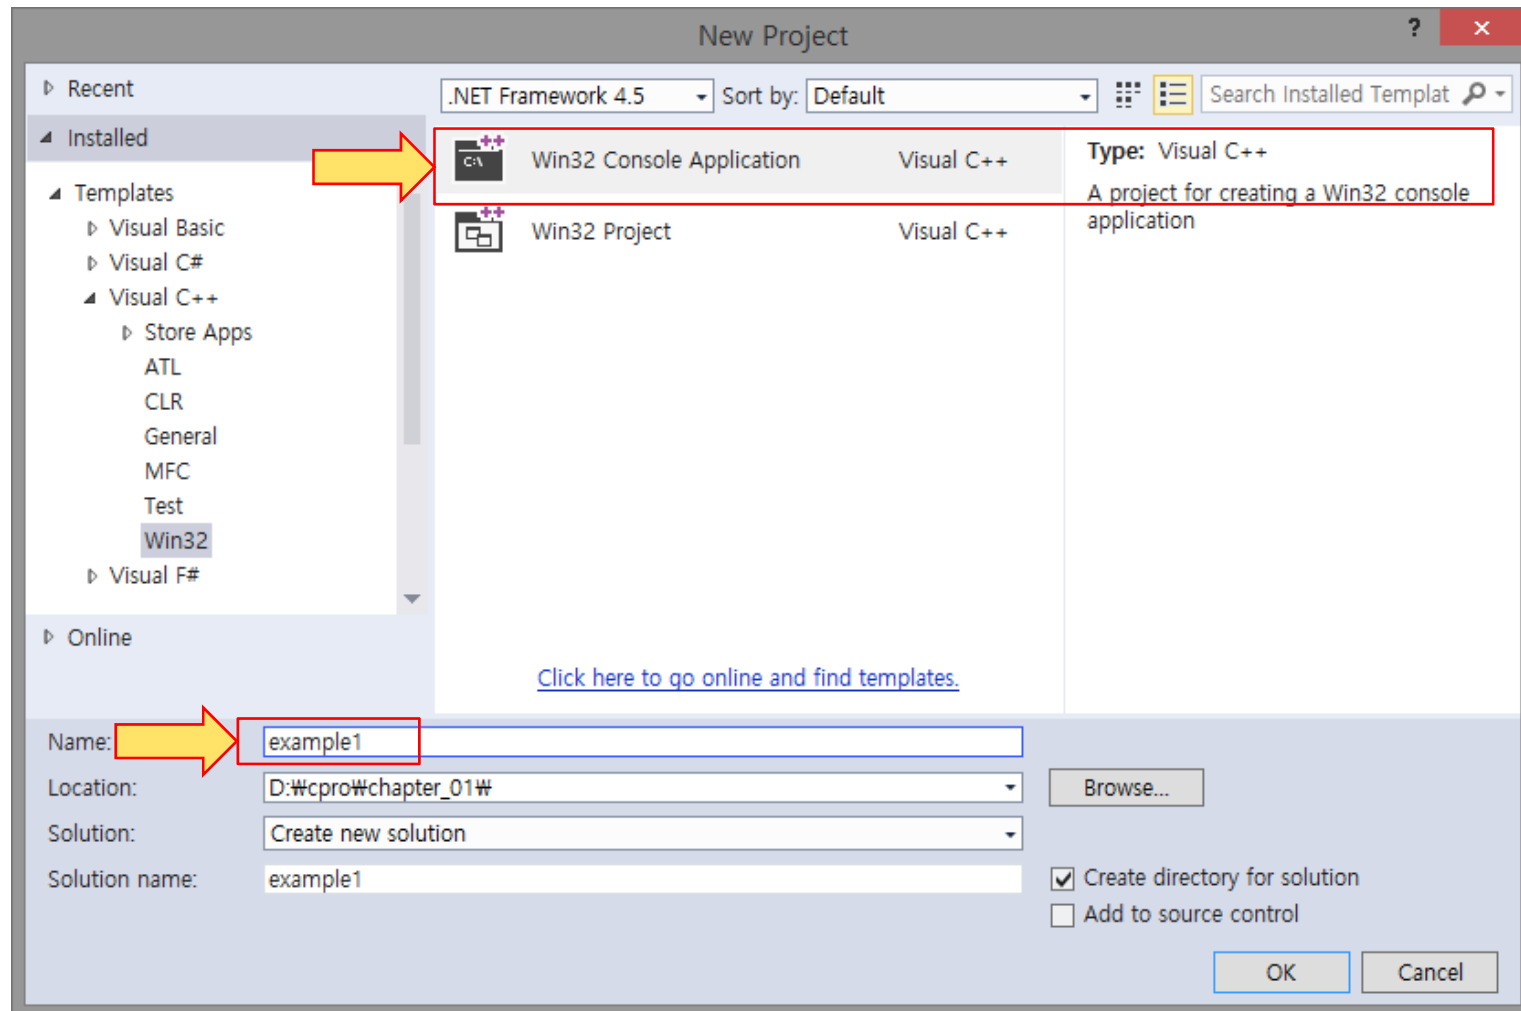 New Project
?
Recent
.NET Framework 4.5
Sort by: Default
Search Installed Templat
Installed
Templates
Visual Basic
Visual C#
Visual C++
Store Apps
ATL
CLR
General
MFC
Test
Win32
Visual F#
Online
C:\
Win32 Console Application Visual C++
Win32 Project Visual C++
Click here to go online and find templates.
Type: Visual C++
A project for creating a Win32 console
application
Name: example1
Location: D:₩cpro₩chapter_01₩ Browse...
Solution: Create new solution
Solution name: example1
Create directory for solution
Add to source control
OK Cancel